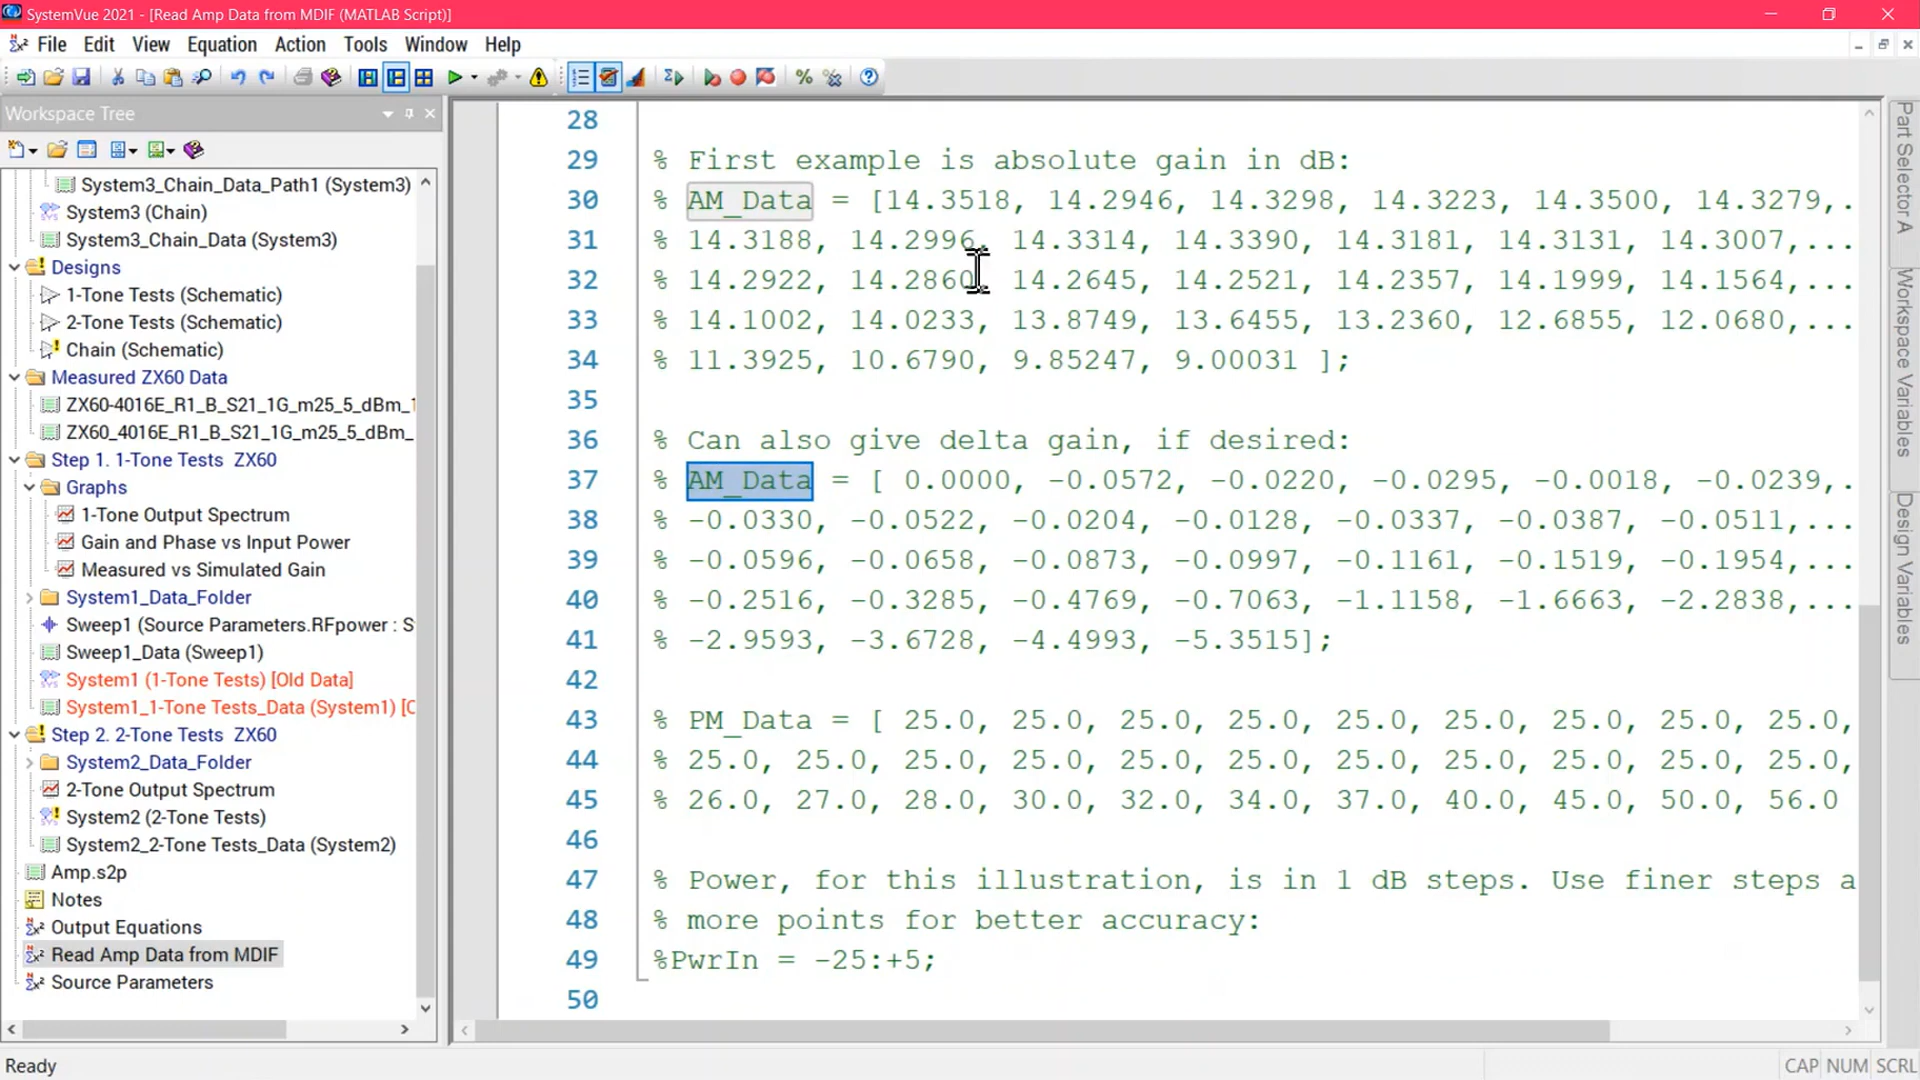 SystemVue 2021 - [Read Amp Data from MDIF (MATLAB Script)]
File Edit View Equation Action Tools Window Help
Workspace Tree
System3_Chain_Data_Path1 (System3)
System3 (Chain)
System3_Chain_Data (System3)
Designs
1-Tone Tests (Schematic)
2-Tone Tests (Schematic)
Chain (Schematic)
Measured ZX60 Data
ZX60-4016E_R1_B_S21_1G_m25_5_dBm_1
ZX60_4016E_R1_B_S21_1G_m25_5_dBm_
Step 1. 1-Tone Tests ZX60
Graphs
1-Tone Output Spectrum
Gain and Phase vs Input Power
Measured vs Simulated Gain
System1_Data_Folder
Sweep1 (Source Parameters.RFpower : S
Sweep1_Data (Sweep1)
System1 (1-Tone Tests) [Old Data]
System1_1-Tone Tests_Data (System1) [O
Step 2. 2-Tone Tests ZX60
System2_Data_Folder
2-Tone Output Spectrum
System2 (2-Tone Tests)
System2_2-Tone Tests_Data (System2)
Amp.s2p
Notes
Output Equations
Read Amp Data from MDIF
Source Parameters
28
29 % First example is absolute gain in dB:
30 % AM_Data = [14.3518, 14.2946, 14.3298, 14.3223, 14.3500, 14.3279,.
31 % 14.3188, 14.2996, 14.3314, 14.3390, 14.3181, 14.3131, 14.3007,...
32 % 14.2922, 14.2860, 14.2645, 14.2521, 14.2357, 14.1999, 14.1564,...
33 % 14.1002, 14.0233, 13.8749, 13.6455, 13.2360, 12.6855, 12.0680,...
34 % 11.3925, 10.6790, 9.85247, 9.00031 ];
35
36 % Can also give delta gain, if desired:
37 % AM_Data = [ 0.0000, -0.0572, -0.0220, -0.0295, -0.0018, -0.0239,.
38 % -0.0330, -0.0522, -0.0204, -0.0128, -0.0337, -0.0387, -0.0511,...
39 % -0.0596, -0.0658, -0.0873, -0.0997, -0.1161, -0.1519, -0.1954,...
40 % -0.2516, -0.3285, -0.4769, -0.7063, -1.1158, -1.6663, -2.2838,...
41 % -2.9593, -3.6728, -4.4993, -5.3515];
42
43 % PM_Data = [ 25.0, 25.0, 25.0, 25.0, 25.0, 25.0, 25.0, 25.0, 25.0,
44 % 25.0, 25.0, 25.0, 25.0, 25.0, 25.0, 25.0, 25.0, 25.0, 25.0, 25.0,
45 % 26.0, 27.0, 28.0, 30.0, 32.0, 34.0, 37.0, 40.0, 45.0, 50.0, 56.0
46
47 % Power, for this illustration, is in 1 dB steps. Use finer steps a
48 % more points for better accuracy:
49 %PwrIn = -25:+5;
50
Part Selector A
Workspace Variables
Design Variables
Ready
CAP NUM SCRL